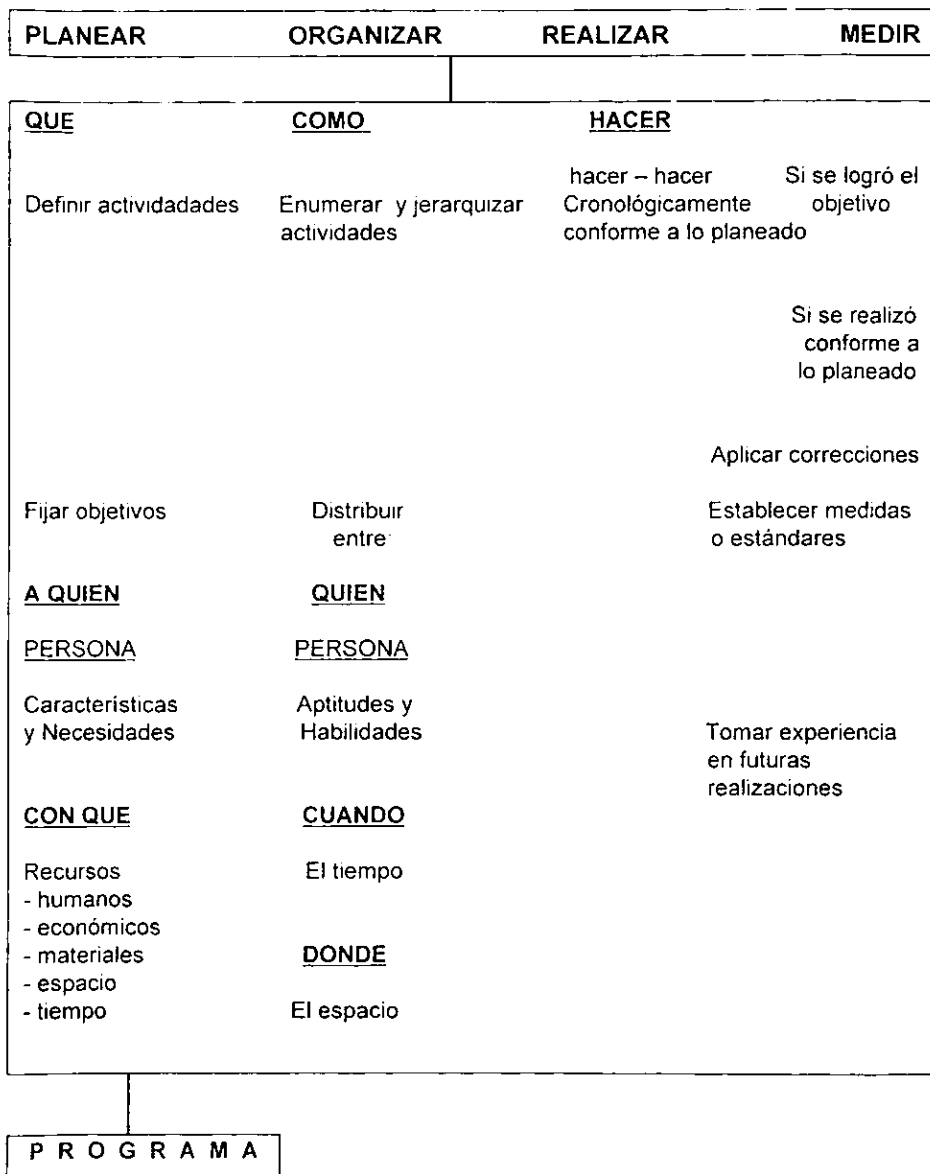 PLANEAR ORGANIZAR REALIZAR MEDIR
QUE COMO HACER
hacer – hacer Si se logró el
Definir actividadades Enumerar y jerarquizar Cronológicamente objetivo
actividades conforme a lo planeado
Si se realizó
conforme a
lo planeado
Aplicar correcciones
Fijar objetivos Distribuir Establecer medidas
entre: o estándares
A QUIEN QUIEN
PERSONA PERSONA
Características Aptitudes y
y Necesidades Habilidades Tomar experiencia
en futuras
realizaciones
CON QUE CUANDO
Recursos El tiempo
- humanos
- económicos
- materiales DONDE
- espacio
- tiempo El espacio
P R O G R A M A